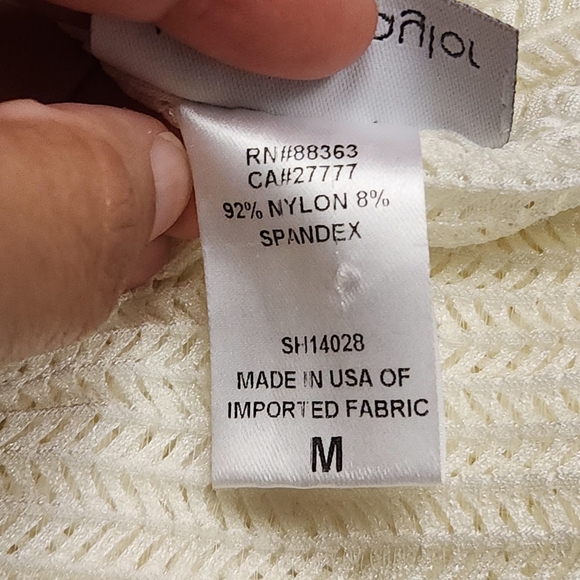 RN#88363
CA#27777
92% NYLON 8%
SPANDEX
SH14028
MADE IN USA OF
IMPORTED FABRIC
M